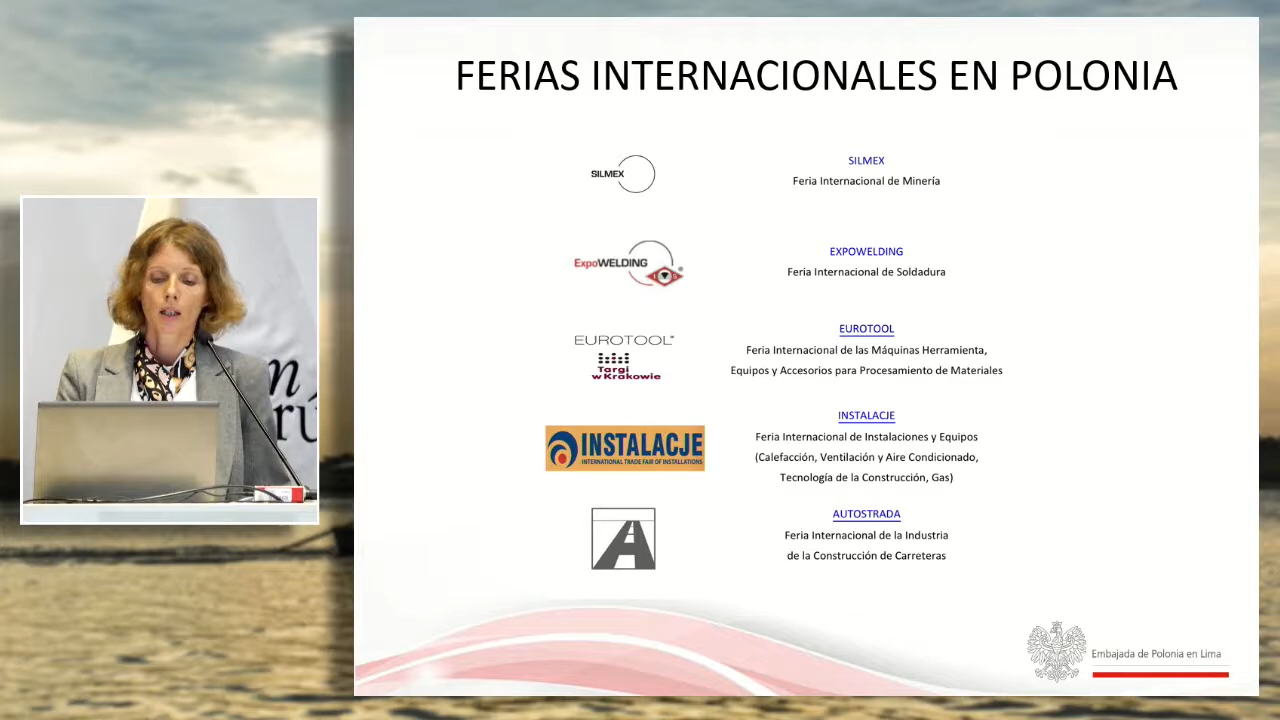 FERIAS INTERNACIONALES EN POLONIA
SILMEX
SILMEX
Feria Internacional de Minería
ExpoWELDING
EXPOWELDING
Feria Internacional de Soldadura
EUROTOOL®
Targi
w Krakowie
EUROTOOL
Feria Internacional de las Máquinas Herramienta,
Equipos y Accesorios para Procesamiento de Materiales
INSTALACJE
INTERNATIONAL TRADE FAIR OF INSTALLATIONS
INSTALACJE
Feria Internacional de Instalaciones y Equipos
(Calefacción, Ventilación y Aire Condicionado,
Tecnología de la Construcción, Gas)
A
AUTOSTRADA
Feria Internacional de la Industria
de la Construcción de Carreteras
Embajada de Polonia en Lima